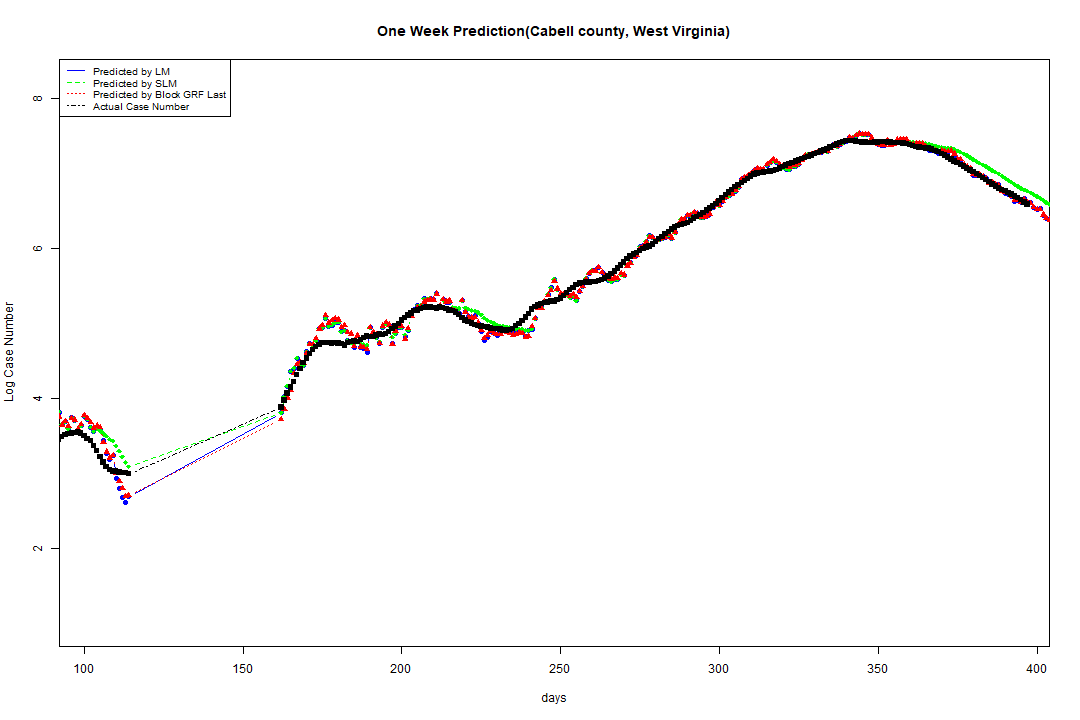 One Week Prediction(Cabell county, West Virginia)
Predicted by LM
Predicted by SLM
Predicted by Block GRF Last
Actual Case Number
8
6
4
2
Log Case Number
100 150 200 250 300 350 400
days